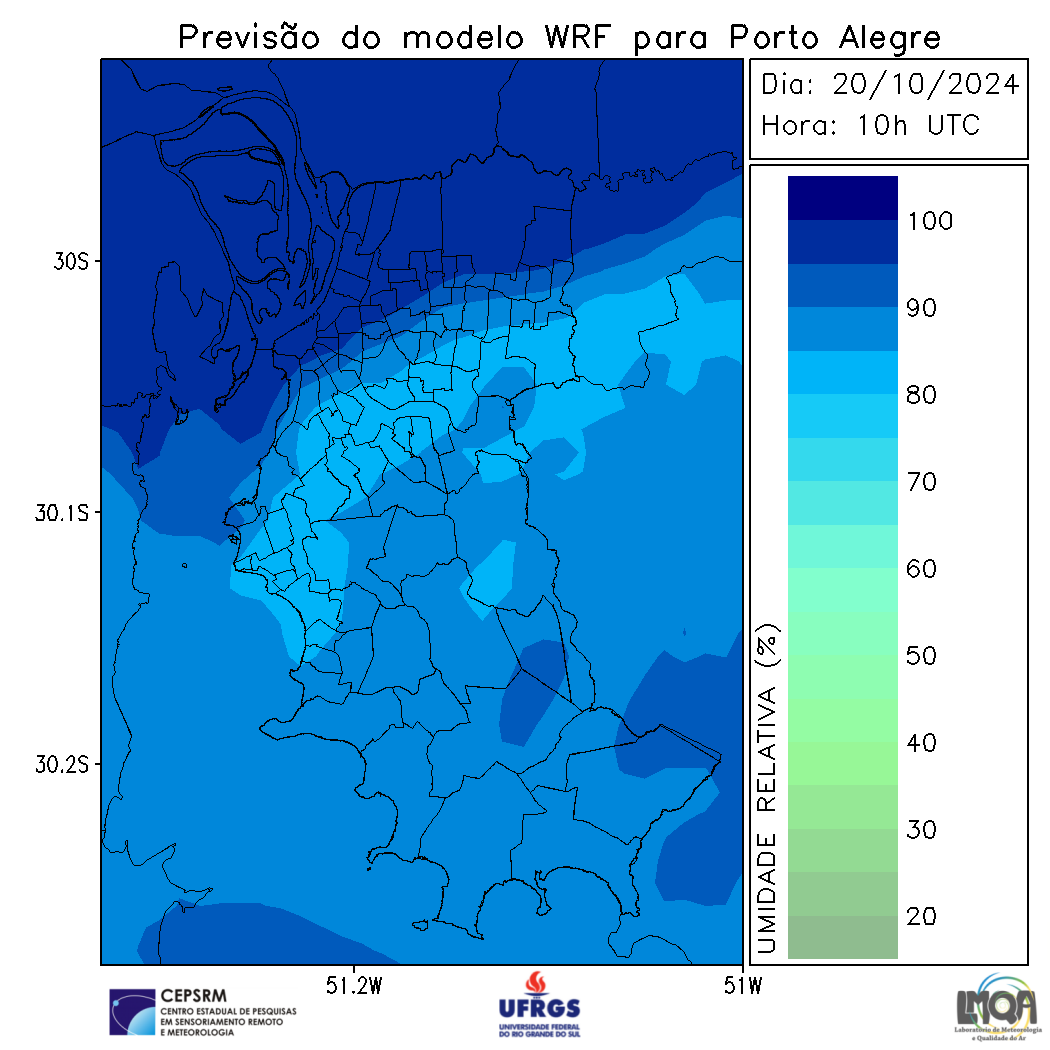 Previsão do modelo WRF para Porto Alegre
Dia: 20/10/2024
Hora: 10h UTC
100
90
80
70
60
50
40
30
20
UMIDADE RELATIVA (%)
30S
30.1S
30.2S
51.2W
51W
CEPSRM
CENTRO ESTADUAL DE PESQUISAS
EM SENSORIAMENTO REMOTO
E METEOROLOGIA
UFRGS
UNIVERSIDADE FEDERAL
DO RIO GRANDE DO SUL
LMQA
Laboratório de Meteorologia
e Qualidade do Ar